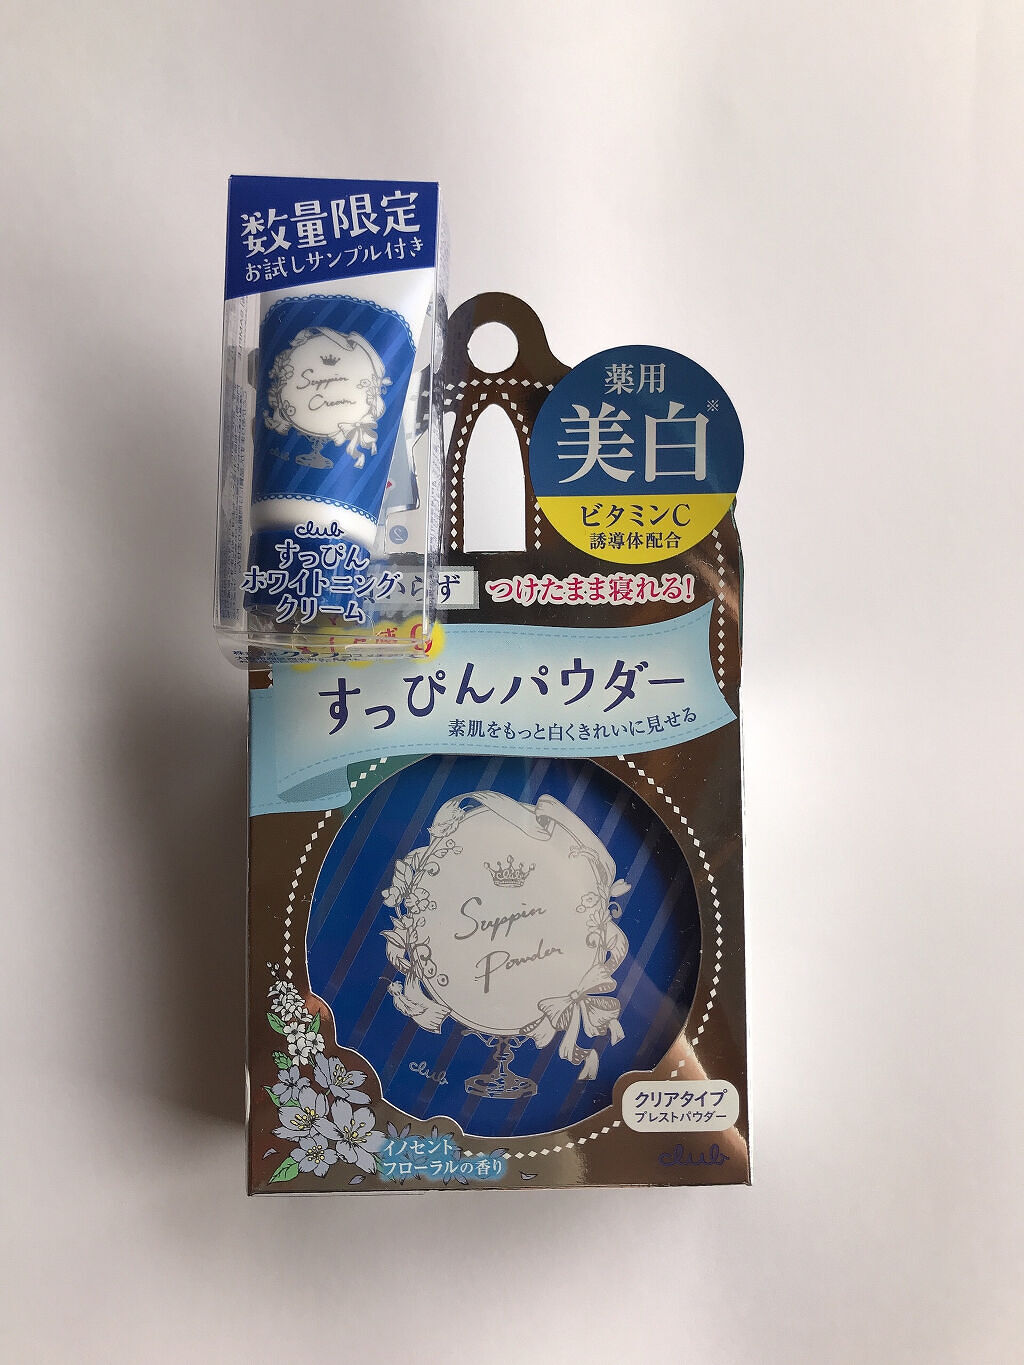 数量限定
お試しサンプル付き
Suppin
Cream
club
club
すっぴん
ホワイトニング
クリーム
薬用
美白※
ビタミンC
誘導体配合
らず
つけたまま寝れる!
すっぴんパウダー
素肌をもっと白くきれいに見せる
club
Suppin
Powder
club
クリアタイプ
プレストパウダー
イノセント
フローラルの香り
club